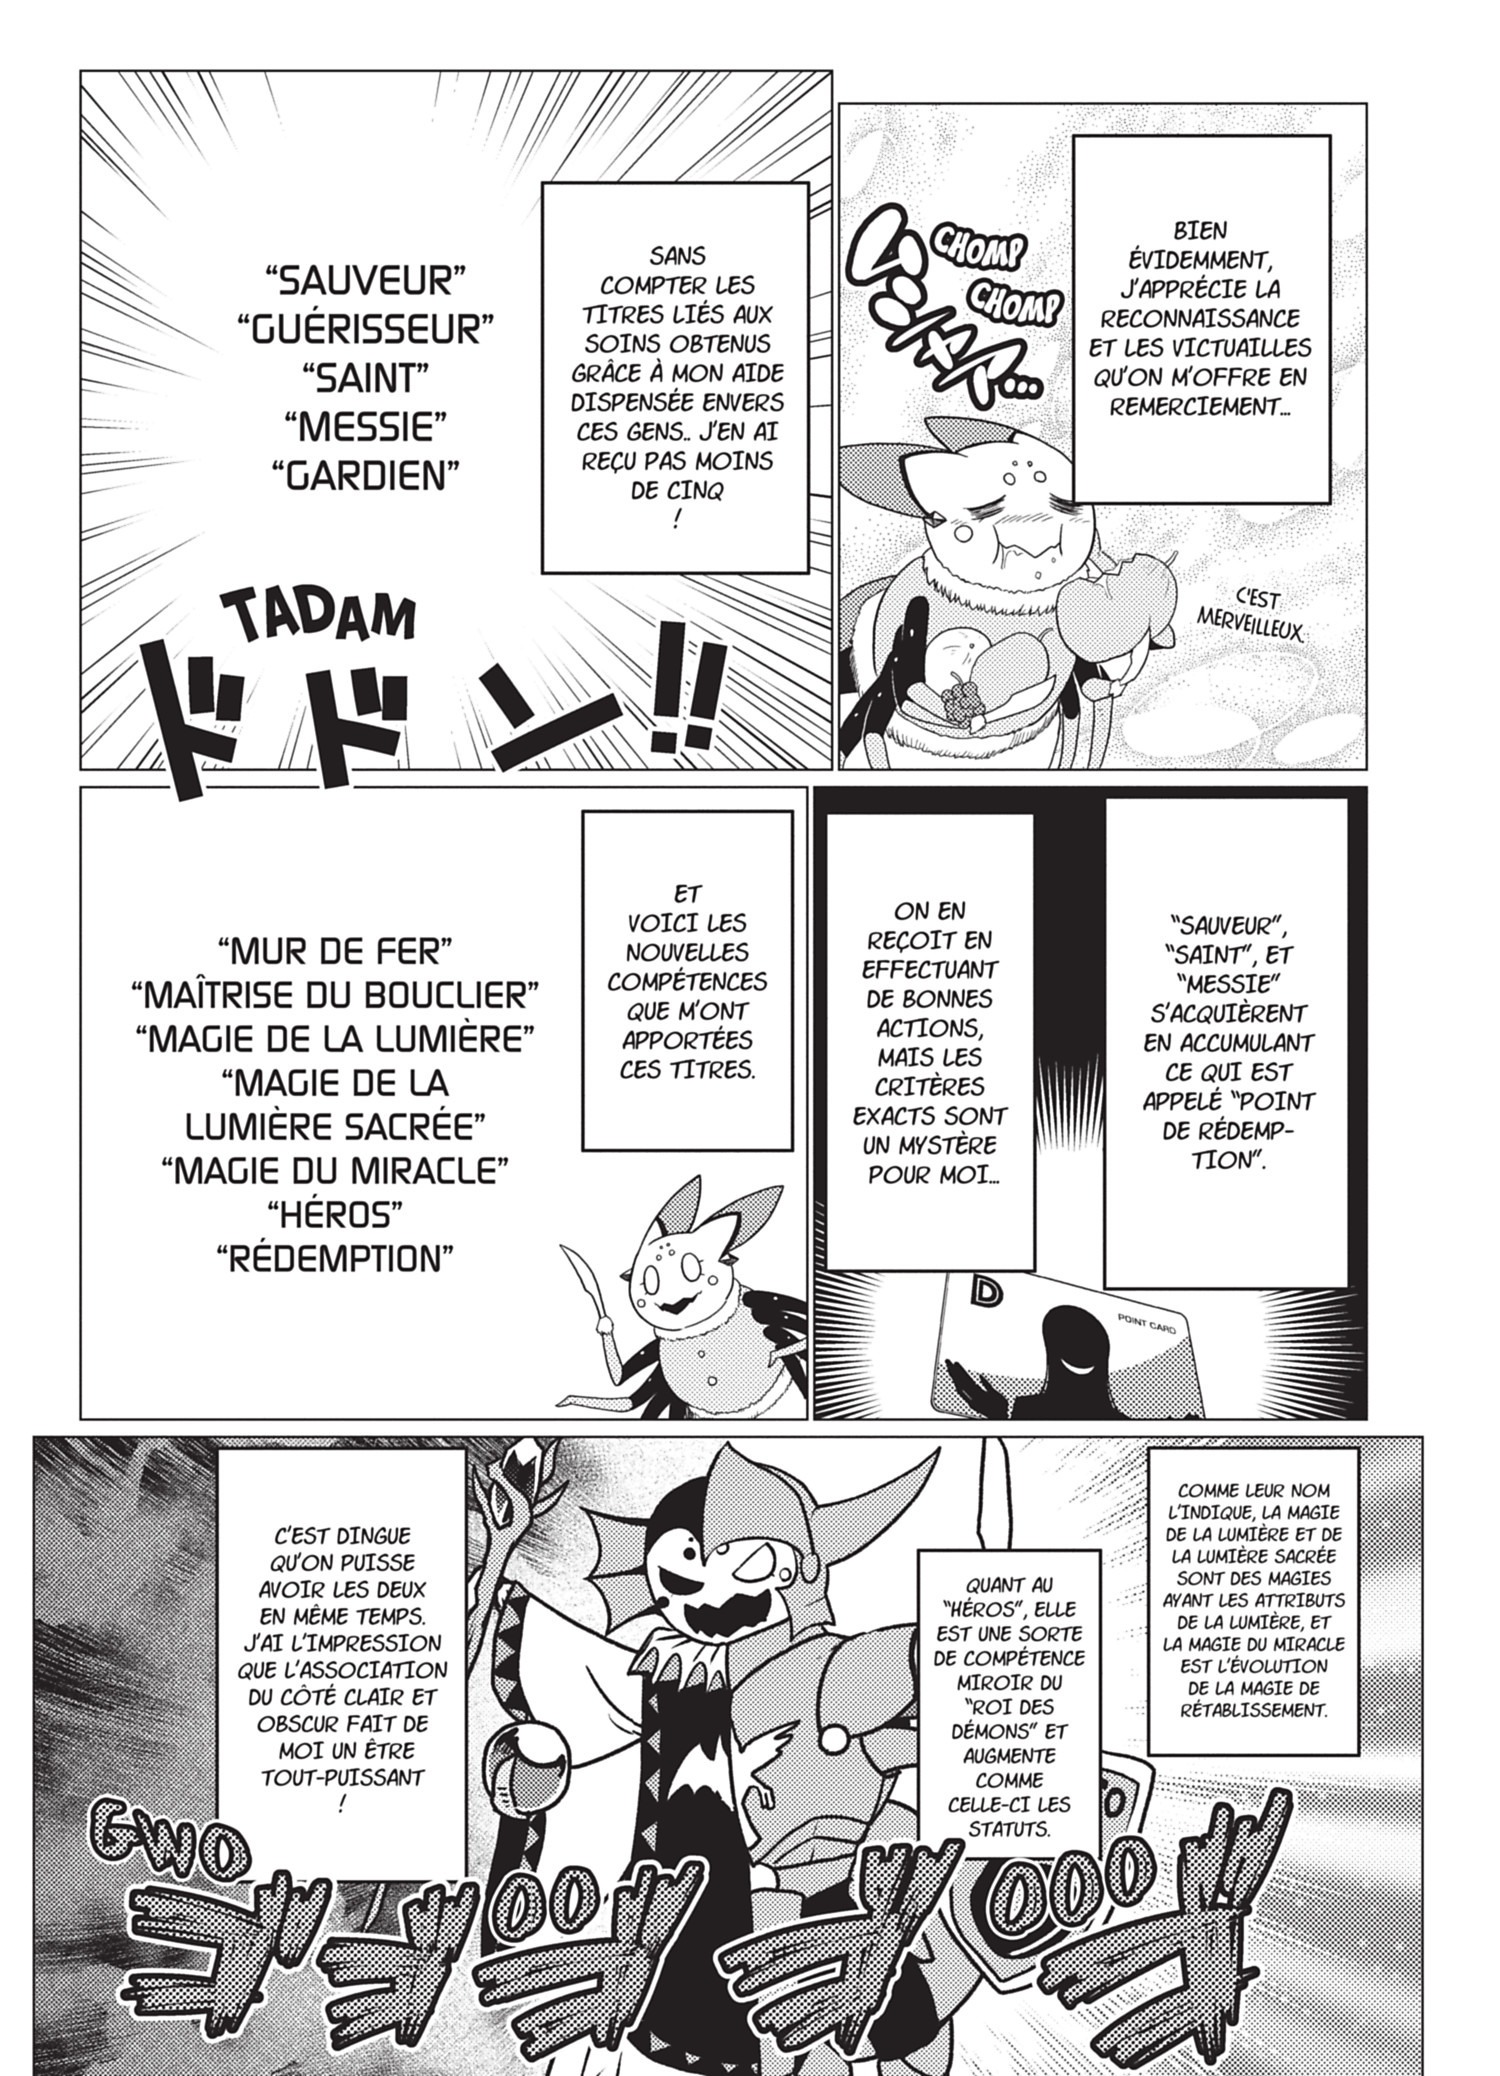 BIEN
ÉVIDEMMENT,
J'APPRÉCIE LA
RECONNAISSANCE
ET LES VICTUAILLES
QU'ON M'OFFRE EN
REMERCIEMENT...
CHOMP
CHOMP
ムシャア...
C'EST
MERVEILLEUX
SANS
COMPTER LES
TITRES LIÉS AUX
SOINS OBTENUS
GRÂCE À MON AIDE
DISPENSÉE ENVERS
CES GENS.. J'EN AI
REÇU PAS MOINS
DE CINQ
!
“SAUVEUR”
“GUÉRISSEUR”
“SAINT”
“MESSIE”
“GARDIEN”
TADAM
ドドン!!
“SAUVEUR”,
“SAINT”, ET
“MESSIE”
S'ACQUIÈRENT
EN ACCUMULANT
CE QUI EST
APPELÉ “POINT
DE RÉDEMP-
TION”.
ON EN
REÇOIT EN
EFFECTUANT
DE BONNES
ACTIONS,
MAIS LES
CRITÈRES
EXACTS SONT
UN MYSTÈRE
POUR MOI...
D
POINT CARD
ET
VOICI LES
NOUVELLES
COMPÉTENCES
QUE M'ONT
APPORTÉES
CES TITRES.
“MUR DE FER”
“MAÎTRISE DU BOUCLIER”
“MAGIE DE LA LUMIÈRE”
“MAGIE DE LA
LUMIÈRE SACRÉE”
“MAGIE DU MIRACLE”
“HÉROS”
“RÉDEMPTION”
COMME LEUR NOM
L'INDIQUE, LA MAGIE
DE LA LUMIÈRE ET DE
LA LUMIÈRE SACRÉE
SONT DES MAGIES
AYANT LES ATTRIBUTS
DE LA LUMIÈRE, ET
LA MAGIE DU MIRACLE
EST L'ÉVOLUTION
DE LA MAGIE DE
RÉTABLISSEMENT.
QUANT AU
“HÉROS”, ELLE
EST UNE SORTE
DE COMPÉTENCE
MIROIR DU
“ROI DES
DÉMONS” ET
AUGMENTE
COMME
CELLE-CI LES
STATUTS.
C'EST DINGUE
QU'ON PUISSE
AVOIR LES DEUX
EN MÊME TEMPS.
J'AI L'IMPRESSION
QUE L'ASSOCIATION
DU CÔTÉ CLAIR ET
OBSCUR FAIT DE
MOI UN ÊTRE
TOUT-PUISSANT
!
GWO OO OOO
ゴゴゴゴゴ